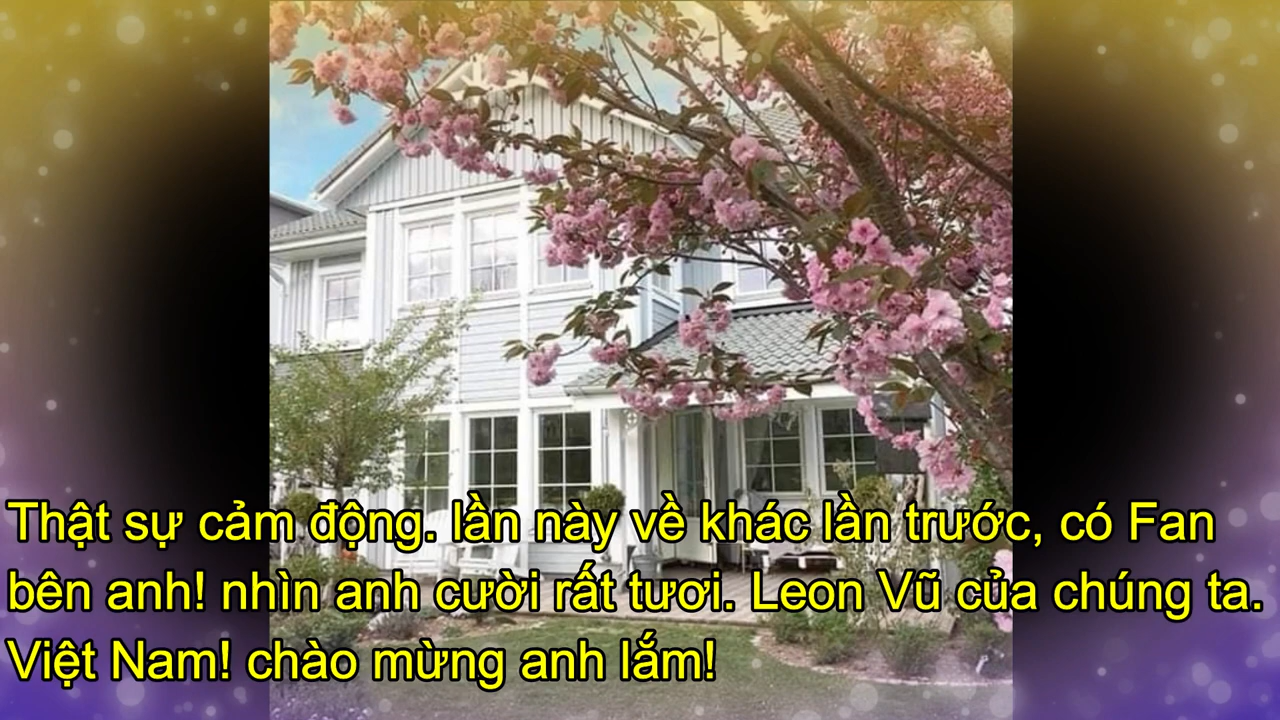 Thật sự cảm động. lần này về khác lần trước, có Fan
bên anh! nhìn anh cười rất tươi. Leon Vũ của chúng ta.
Việt Nam! chào mừng anh lắm!